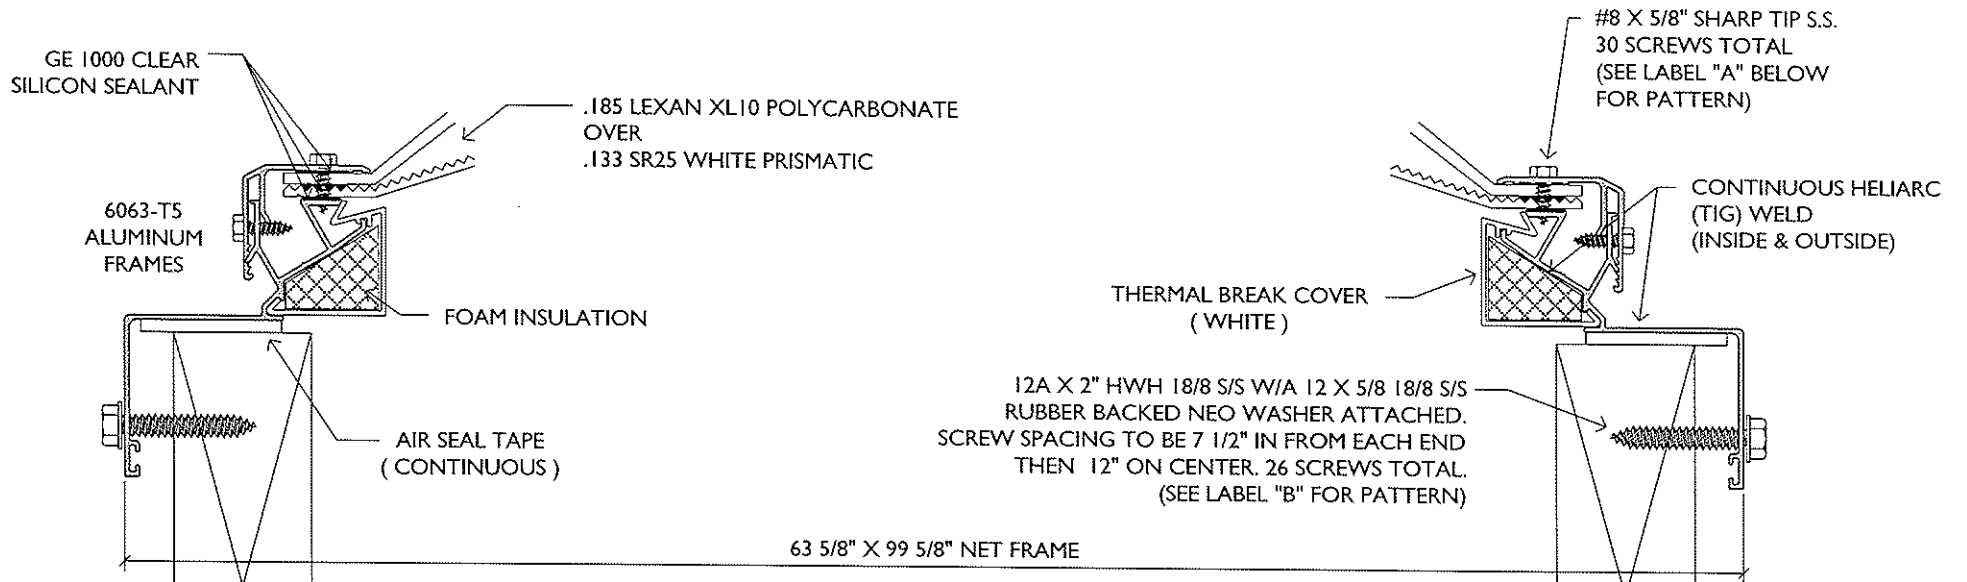 GE 1000 CLEAR
SILICON SEALANT
.185 LEXAN XL10 POLYCARBONATE
OVER
.133 SR25 WHITE PRISMATIC
#8 X 5/8" SHARP TIP S.S.
30 SCREWS TOTAL
(SEE LABEL "A" BELOW
FOR PATTERN)
6063-T5
ALUMINUM
FRAMES
CONTINUOUS HELIARC
(TIG) WELD
(INSIDE & OUTSIDE)
FOAM INSULATION
THERMAL BREAK COVER
( WHITE )
AIR SEAL TAPE
( CONTINUOUS )
12A X 2" HWH 18/8 S/S W/A 12 X 5/8 18/8 S/S
RUBBER BACKED NEO WASHER ATTACHED.
SCREW SPACING TO BE 7 1/2" IN FROM EACH END
THEN 12" ON CENTER. 26 SCREWS TOTAL.
(SEE LABEL "B" FOR PATTERN)
63 5/8" X 99 5/8" NET FRAME